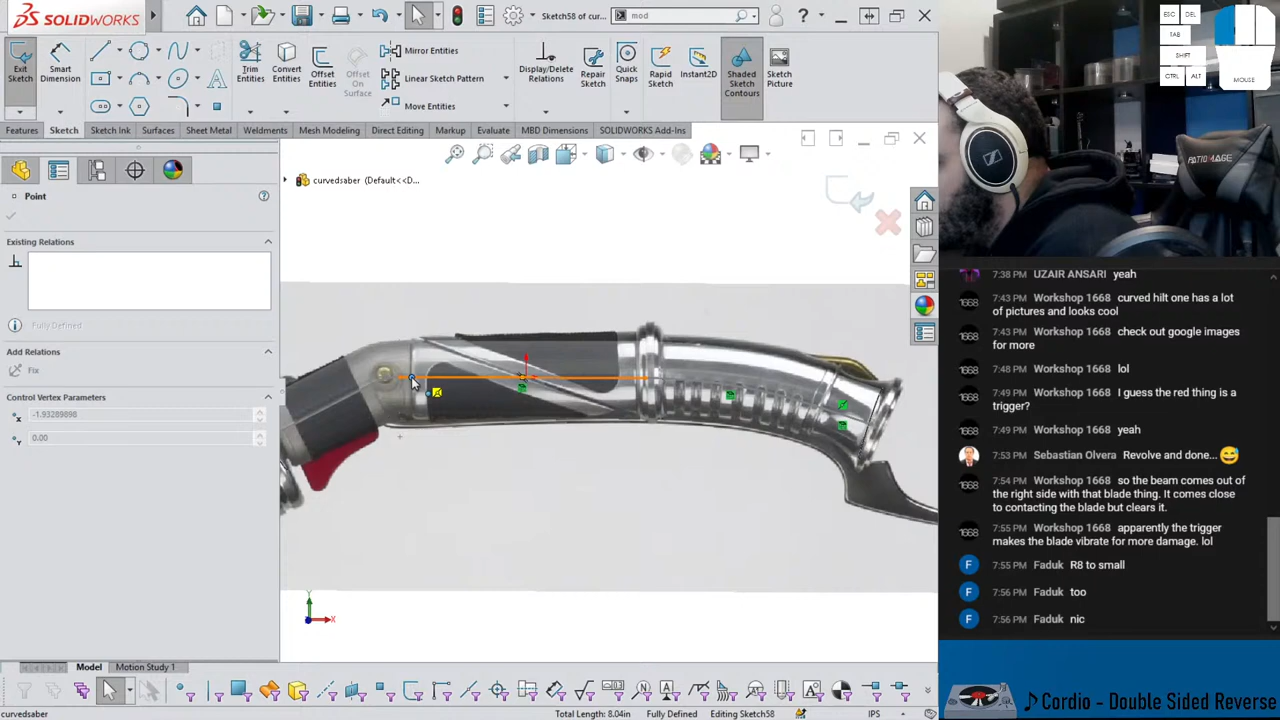 SOLIDWORKS
Sketch58 of cur...
mod
Exit Sketch
Smart Dimension
Trim Entities
Convert Entities
Offset Entities
Offset On Surface
Mirror Entities
Linear Sketch Pattern
Move Entities
Display/Delete Relations
Repair Sketch
Quick Snaps
Rapid Sketch
Instant2D
Shaded Sketch Contours
Sketch Picture
Features
Sketch
Sketch Ink
Surfaces
Sheet Metal
Weldments
Mesh Modeling
Direct Editing
Markup
Evaluate
MBD Dimensions
SOLIDWORKS Add-Ins
curvedsaber (Default<<D...
Point
Existing Relations
Fully Defined
Add Relations
Fix
Control Vertex Parameters
-1.93289898
0.00
Y
X
Model
Motion Study 1
curvedsaber
Total Length: 8.04in
Fully Defined
Editing Sketch58
IPS
ESC
DEL
TAB
SHIFT
CTRL
ALT
MOUSE
PATIOMAGE
7:38 PM UZAIR ANSARI yeah
7:43 PM Workshop 1668 curved hilt one has a lot
of pictures and looks cool
7:43 PM Workshop 1668 check out google images
for more
7:48 PM Workshop 1668 lol
7:49 PM Workshop 1668 I guess the red thing is a
trigger?
7:49 PM Workshop 1668 yeah
7:53 PM Sebastian Olvera Revolve and done... 😅
7:54 PM Workshop 1668 so the beam comes out of
the right side with that blade thing. It comes close
to contacting the blade but clears it.
7:55 PM Workshop 1668 apparently the trigger
makes the blade vibrate for more damage. lol
7:55 PM Faduk R8 to small
7:56 PM Faduk too
7:56 PM Faduk nic
♪ Cordio - Double Sided Reverse